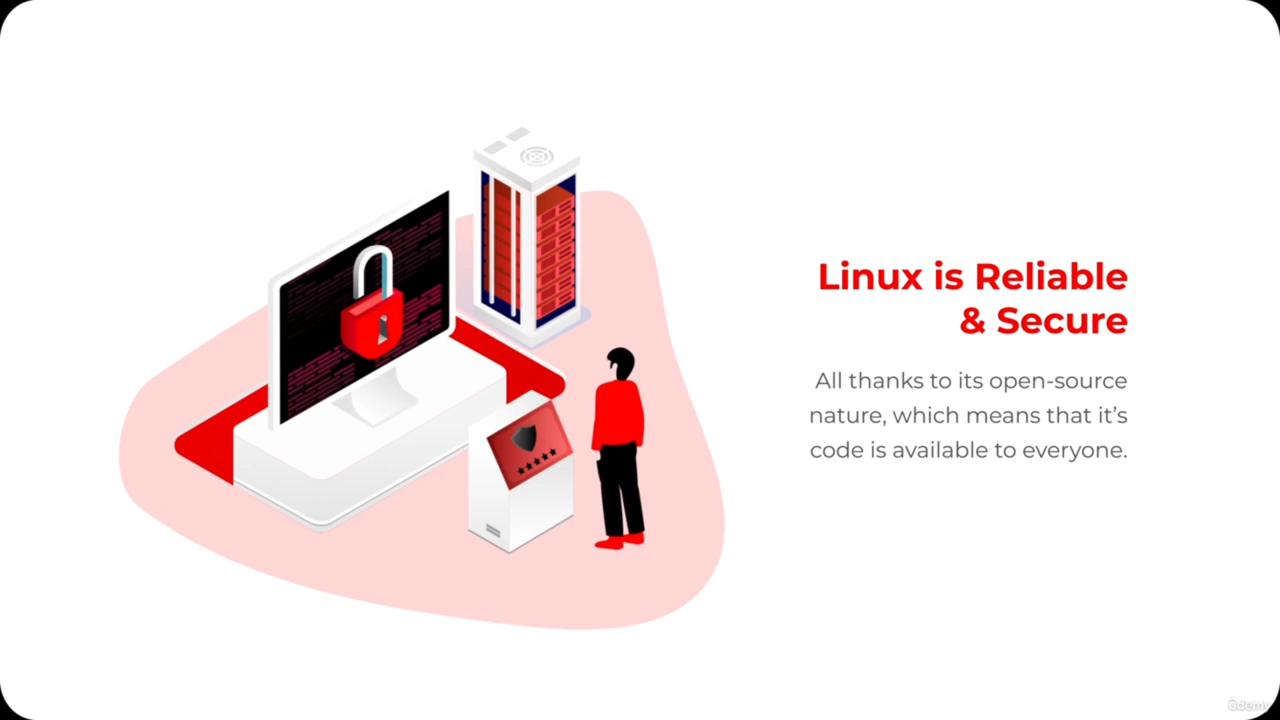 Linux is Reliable
& Secure
All thanks to its open-source
nature, which means that it’s
code is available to everyone.
ûdemy